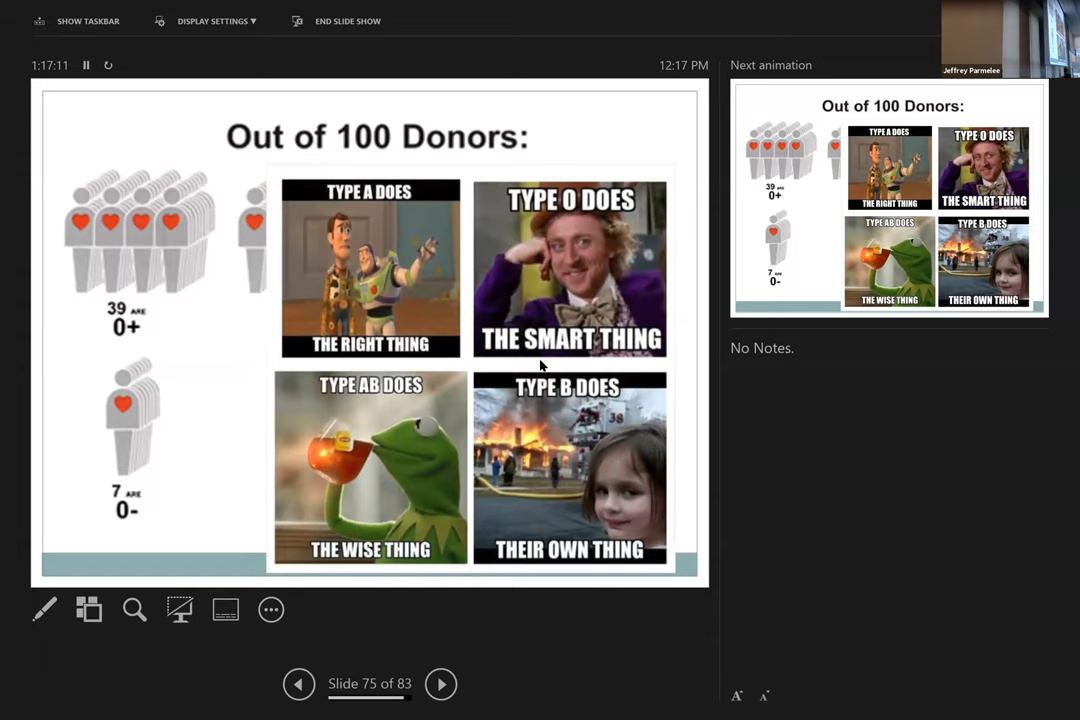 SHOW TASKBAR
DISPLAY SETTINGS ▼
END SLIDE SHOW
Jeffrey Parmelee
1:17:11
12:17 PM
Out of 100 Donors:
39 ARE
0+
7 ARE
0-
TYPE A DOES
THE RIGHT THING
TYPE O DOES
THE SMART THING
TYPE AB DOES
THE WISE THING
38
TYPE B DOES
THEIR OWN THING
Next animation
Out of 100 Donors:
39 ARE
0+
7 ARE
0-
TYPE A DOES
THE RIGHT THING
TYPE O DOES
THE SMART THING
TYPE AB DOES
THE WISE THING
TYPE B DOES
38
THEIR OWN THING
No Notes.
Slide 75 of 83
A A